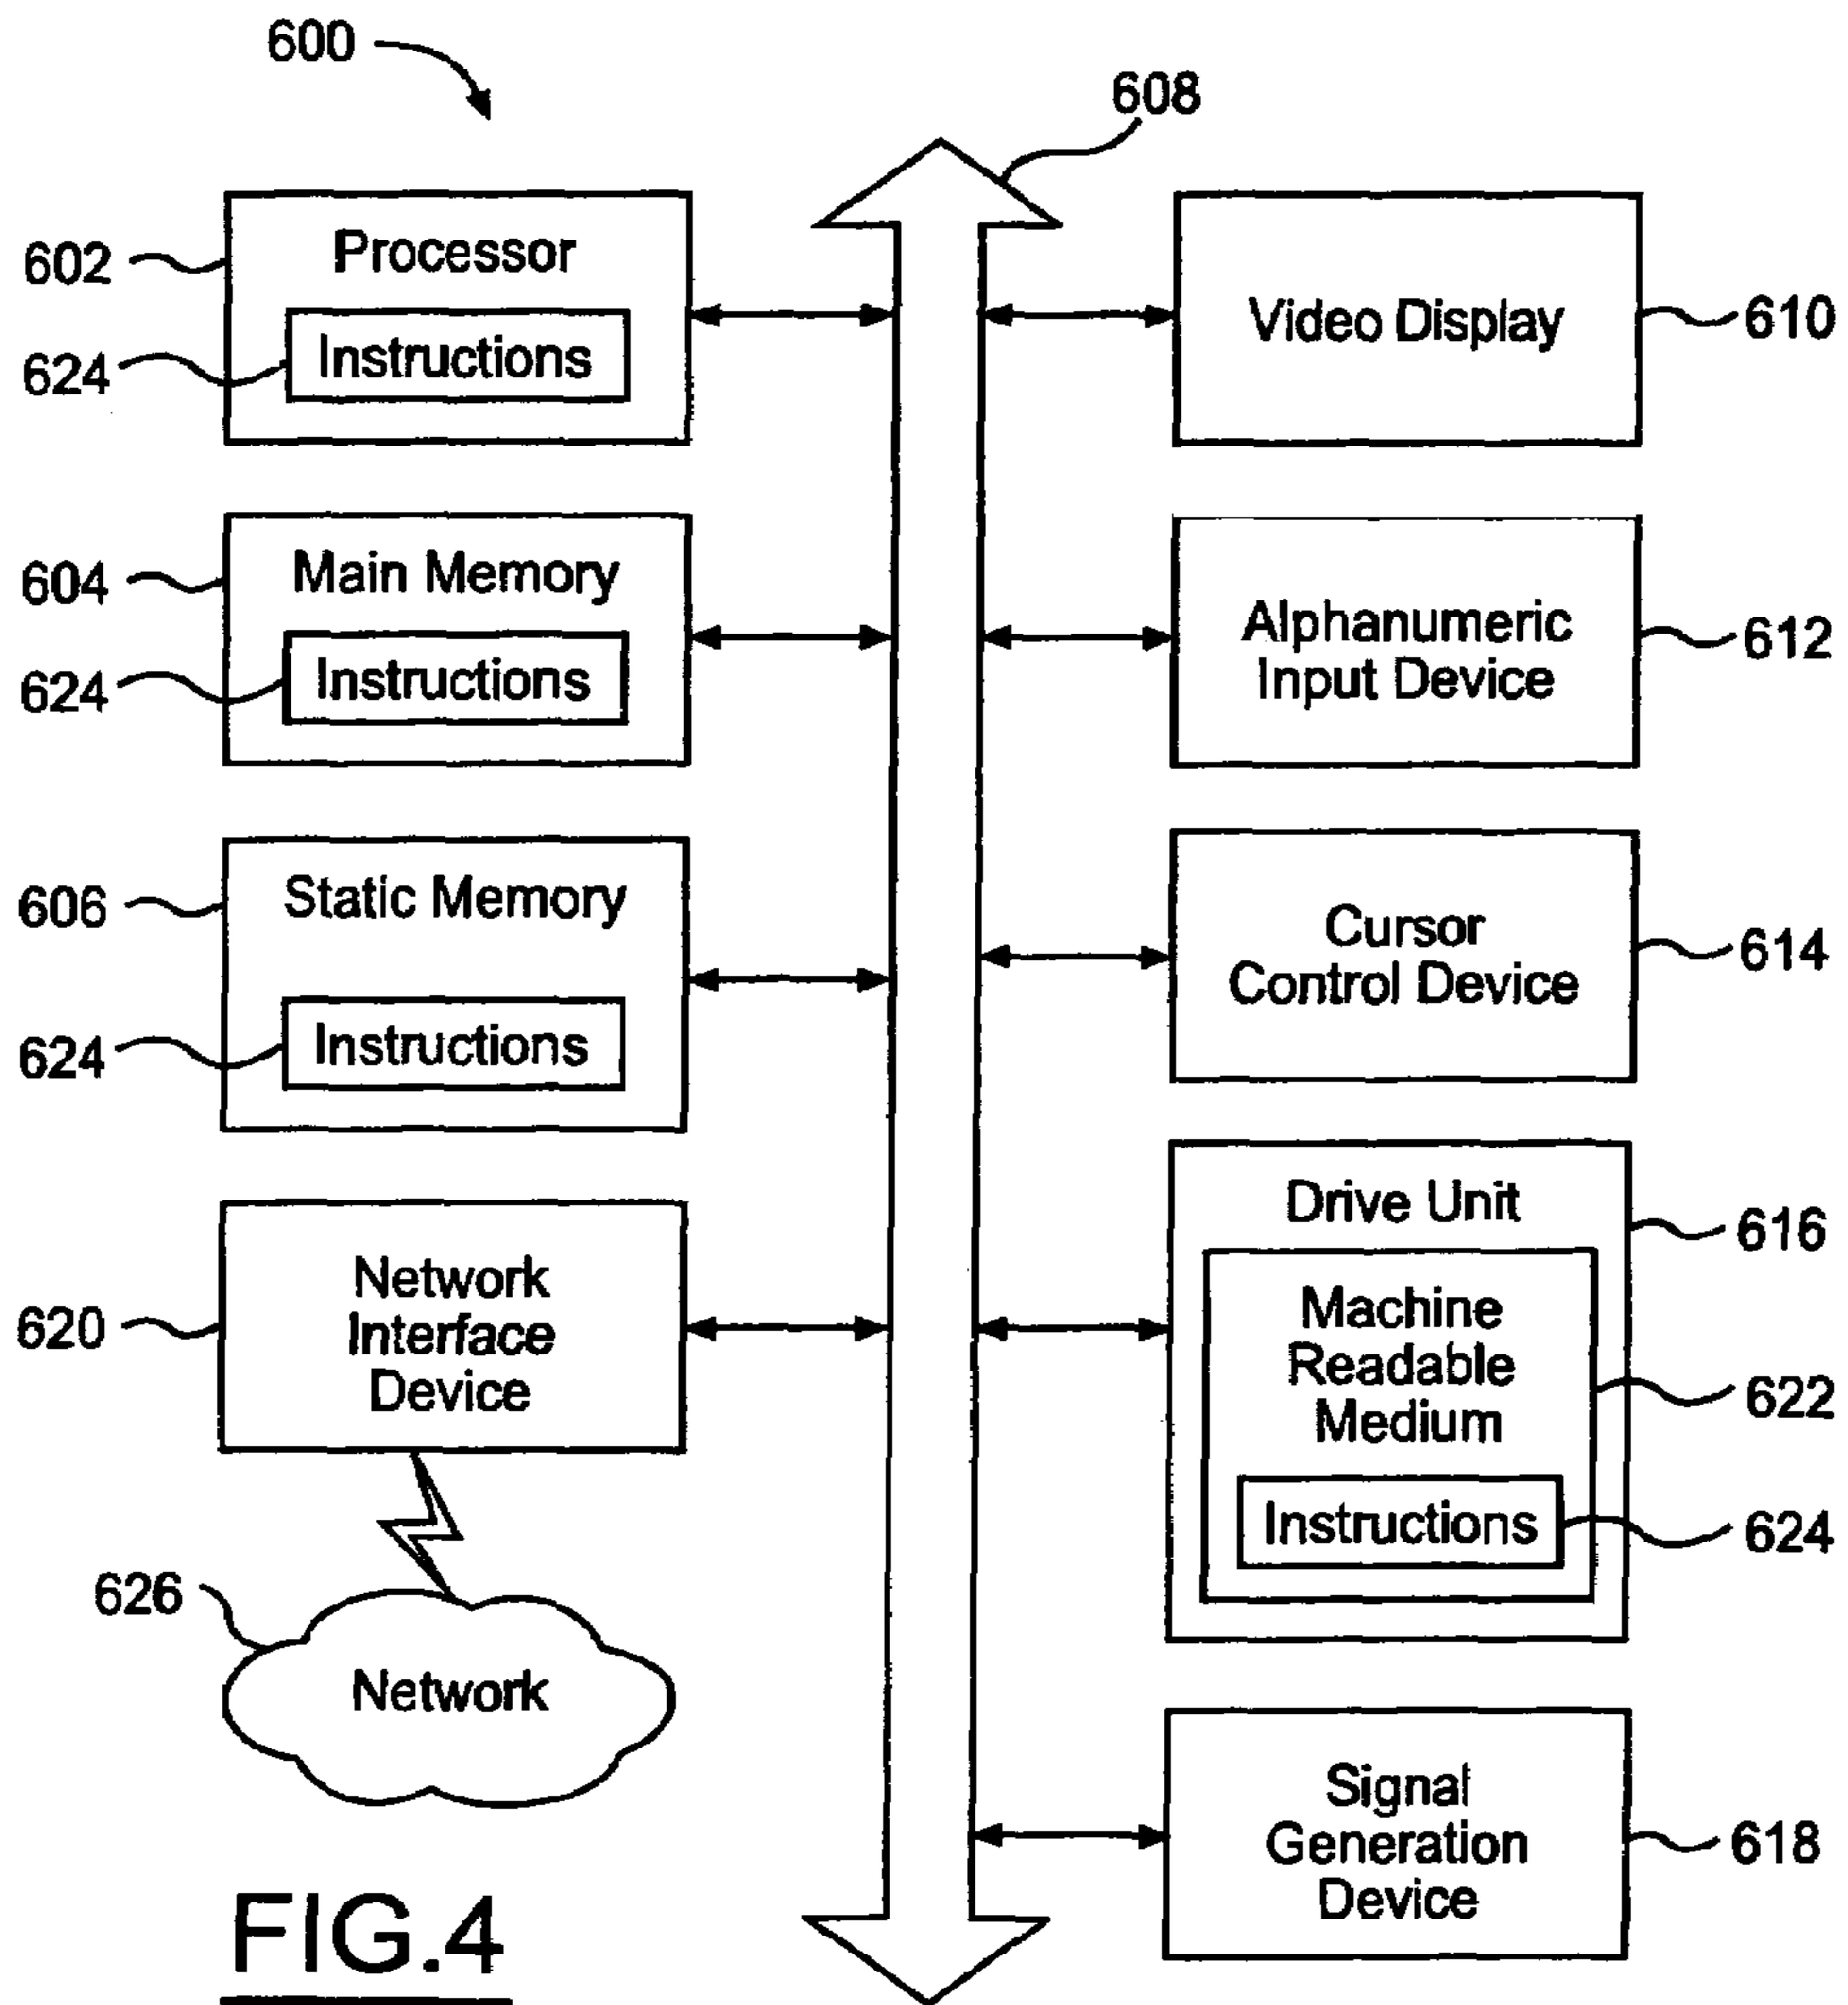 600
608
602
Processor
624
Instructions
Video Display
610
604
Main Memory
624
Instructions
Alphanumeric
Input Device
612
606
Static Memory
624
Instructions
Cursor
Control Device
614
620
Network
Interface
Device
Drive Unit
616
Machine
Readable
Medium
622
Instructions
624
626
Network
Signal
Generation
Device
618
FIG.4